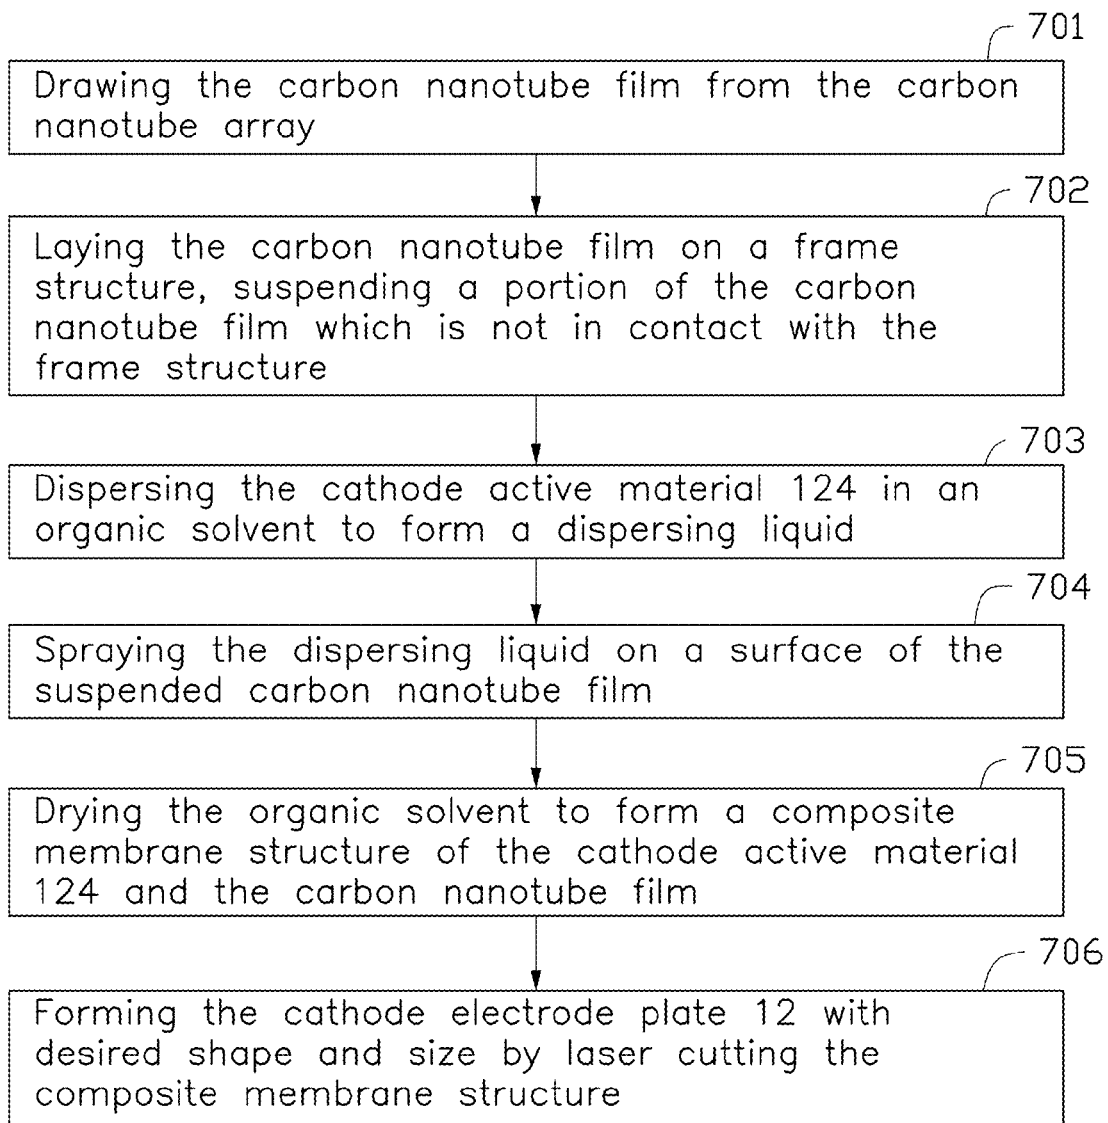 701
Drawing the carbon nanotube film from the carbon
nanotube array
702
Laying the carbon nanotube film on a frame
structure, suspending a portion of the carbon
nanotube film which is not in contact with the
frame structure
703
Dispersing the cathode active material 124 in an
organic solvent to form a dispersing liquid
704
Spraying the dispersing liquid on a surface of the
suspended carbon nanotube film
705
Drying the organic solvent to form a composite
membrane structure of the cathode active material
124 and the carbon nanotube film
706
Forming the cathode electrode plate 12 with
desired shape and size by laser cutting the
composite membrane structure